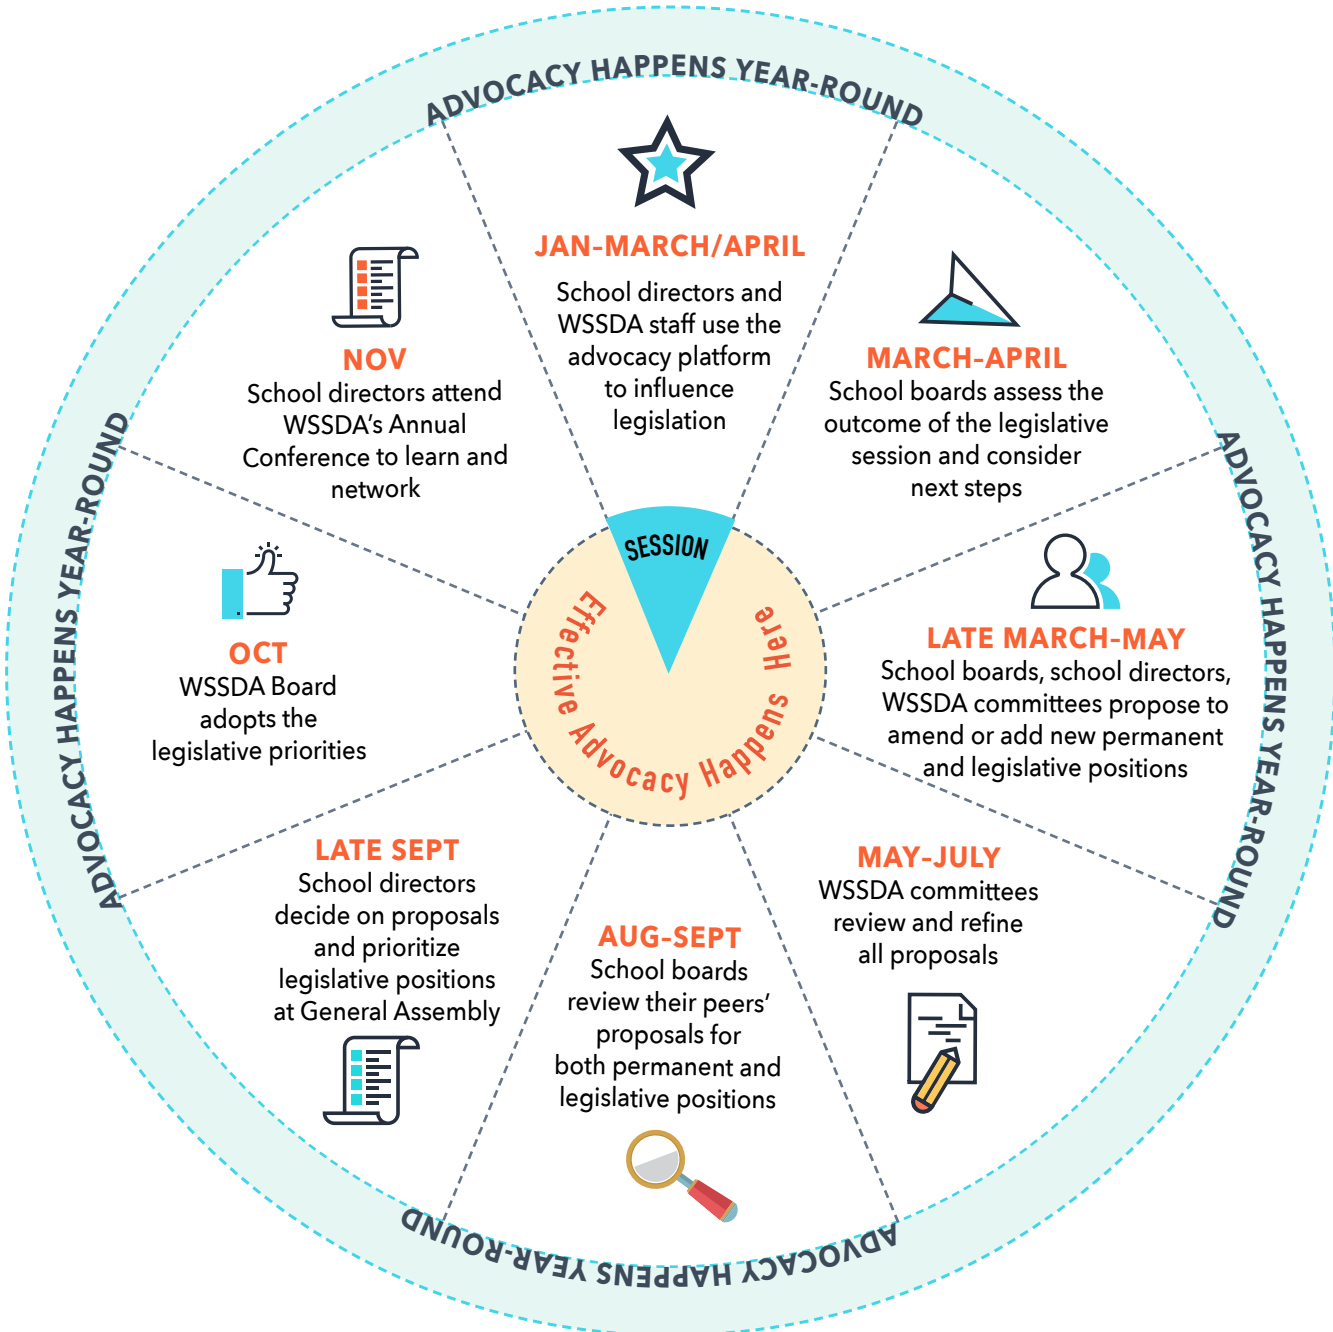 ADVOCACY HAPPENS YEAR-ROUND
JAN-MARCH/APRIL
School directors and
WSSDA staff use the
advocacy platform
to influence
legislation
MARCH-APRIL
School boards assess the
outcome of the legislative
session and consider
next steps
ADVOCACY HAPPENS YEAR-ROUND
LATE MARCH-MAY
School boards, school directors,
WSSDA committees propose to
amend or add new permanent
and legislative positions
MAY-JULY
WSSDA committees
review and refine
all proposals
AUG-SEPT
School boards
review their peers’
proposals for
both permanent and
legislative positions
ADVOCACY HAPPENS YEAR-ROUND
LATE SEPT
School directors
decide on proposals
and prioritize
legislative positions
at General Assembly
OCT
WSSDA Board
adopts the
legislative priorities
ADVOCACY HAPPENS YEAR-ROUND
NOV
School directors attend
WSSDA’s Annual
Conference to learn and
network
SESSION
Effective Advocacy Happens Here